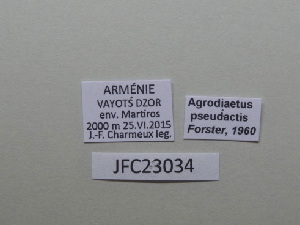 ARMÉNIE
VAYOTS DZOR
env. Martiros
2000 m 25.VI.2015
J.-F. Charmeux leg.
Agrodiaetus
pseudactis
Forster, 1960
JFC23034